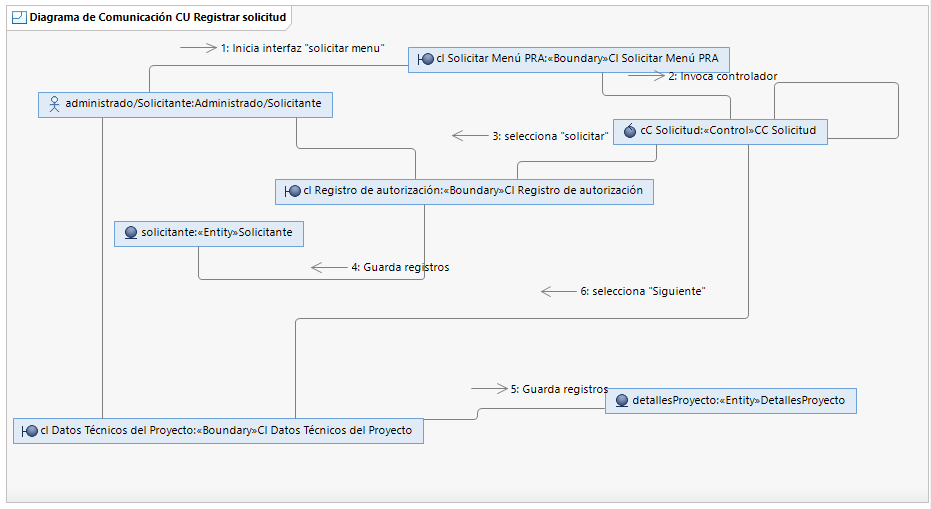 Diagrama de Comunicación CU Registrar solicitud
1: Inicia interfaz "solicitar menu"
cI Solicitar Menú PRA:«Boundary»CI Solicitar Menú PRA
2: Invoca controlador
administrado/Solicitante:Administrado/Solicitante
cC Solicitud:«Control»CC Solicitud
3: selecciona "solicitar"
cI Registro de autorización:«Boundary»CI Registro de autorización
solicitante:«Entity»Solicitante
4: Guarda registros
6: selecciona "Siguiente"
5: Guarda registros
detallesProyecto:«Entity»DetallesProyecto
cI Datos Técnicos del Proyecto:«Boundary»CI Datos Técnicos del Proyecto